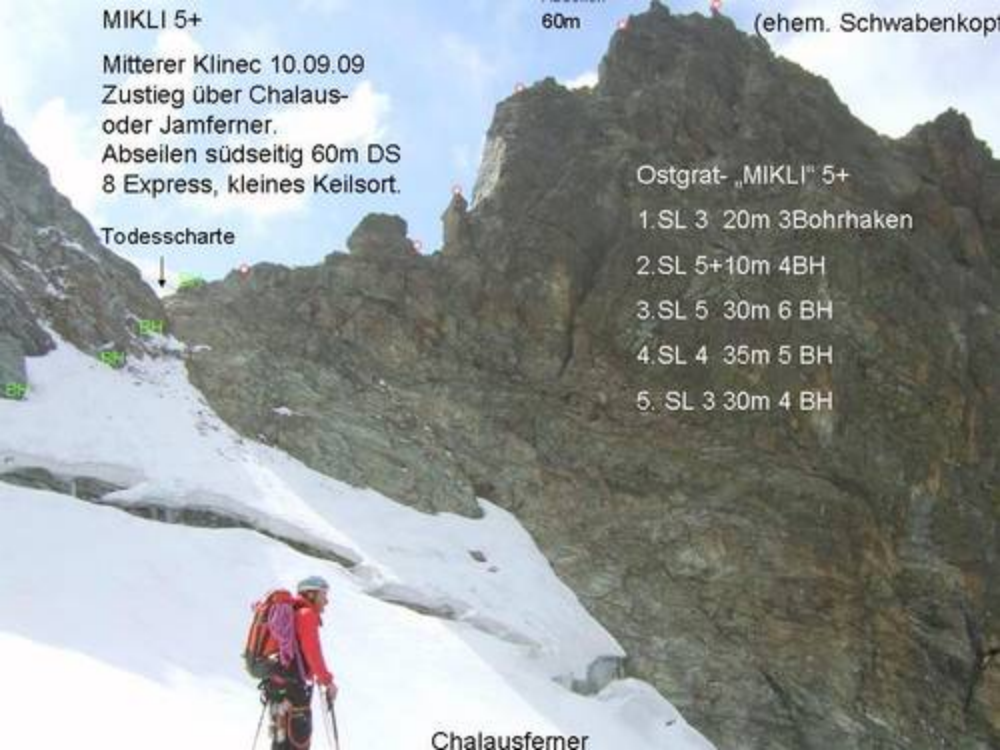 MIKLI 5+
Mitterer Klinec 10.09.09
Zustieg über Chalaus-
oder Jamferner.
Abseilen südseitig 60m DS
8 Express, kleines Keilsort.
Todesscharte
60m
(ehem. Schwabenkopf
Ostgrat- „MIKLI“ 5+
1.SL 3 20m 3Bohrhaken
2.SL 5+10m 4BH
3.SL 5 30m 6 BH
4.SL 4 35m 5 BH
5. SL 3 30m 4 BH
BH
BH
BH
BH
Chalausferner